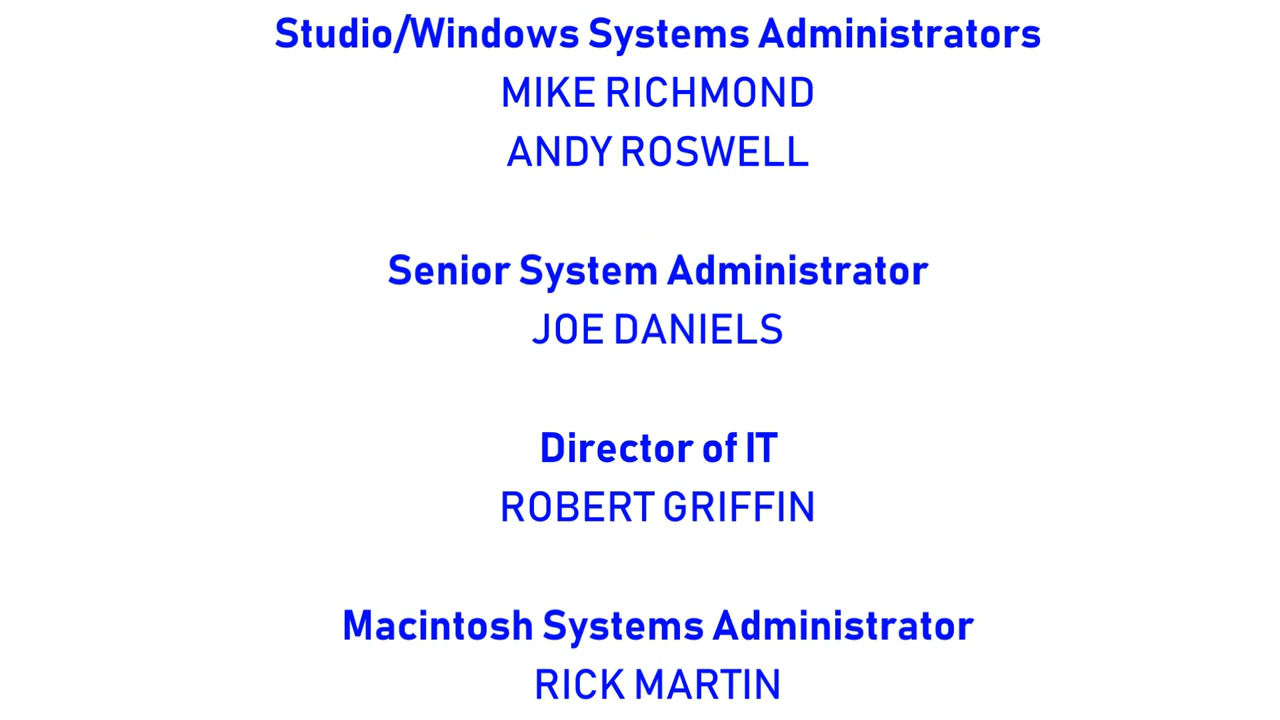 Studio/Windows Systems Administrators
MIKE RICHMOND
ANDY ROSWELL
Senior System Administrator
JOE DANIELS
Director of IT
ROBERT GRIFFIN
Macintosh Systems Administrator
RICK MARTIN